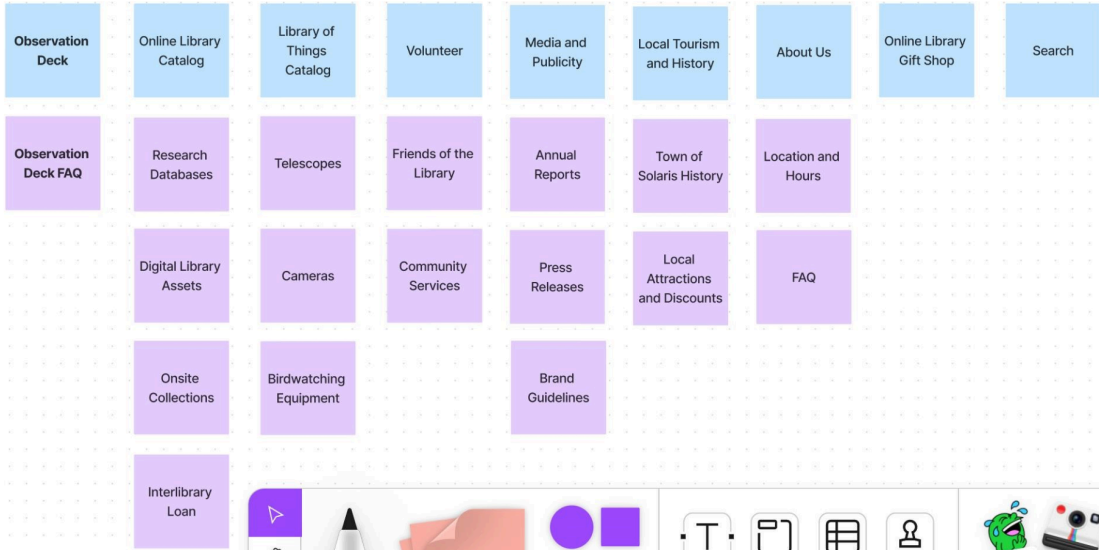 Observation
Deck
Online Library
Catalog
Library of
Things
Catalog
Volunteer
Media and
Publicity
Local Tourism
and History
About Us
Online Library
Gift Shop
Search
Observation
Deck FAQ
Research
Databases
Telescopes
Friends of the
Library
Annual
Reports
Town of
Solaris History
Location and
Hours
Digital Library
Assets
Cameras
Community
Services
Press
Releases
Local
Attractions
and Discounts
FAQ
Onsite
Collections
Birdwatching
Equipment
Brand
Guidelines
Interlibrary
Loan
T